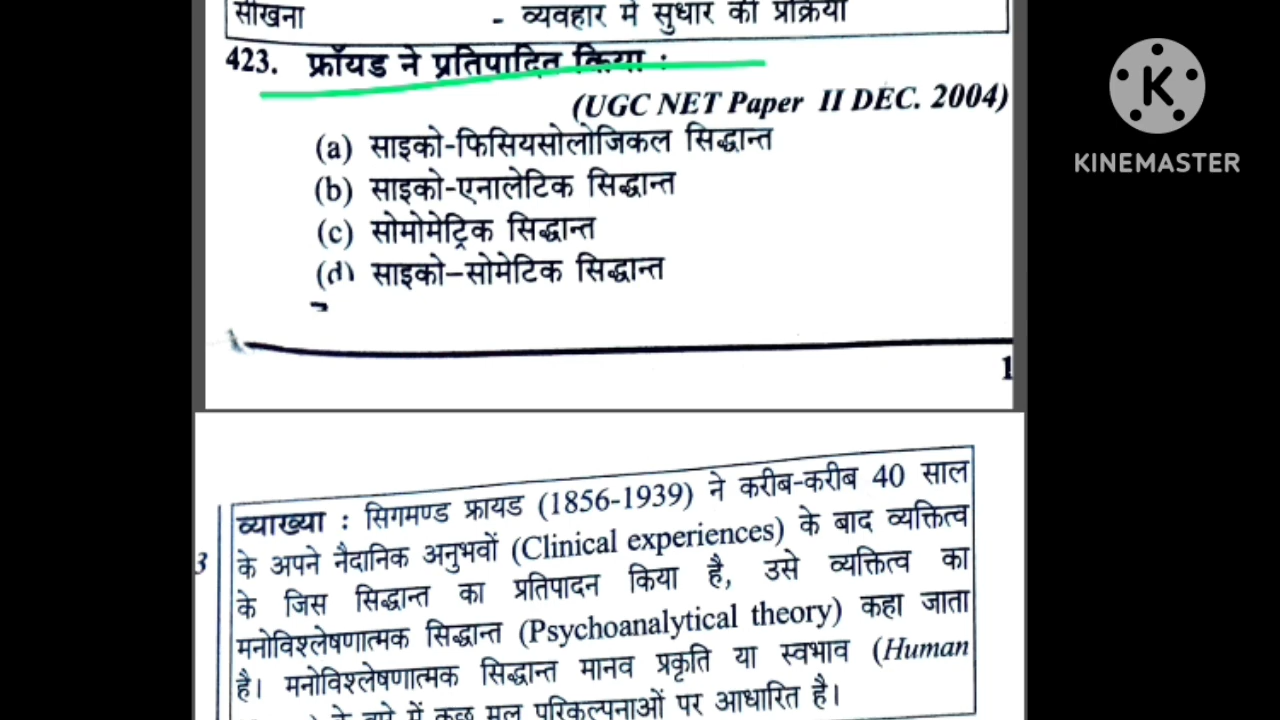 सीखना - व्यवहार में सुधार की प्रक्रिया
423. फ्रॉयड ने प्रतिपादित किया :
(UGC NET Paper II DEC. 2004)
(a) साइको-फिसियसोलोजिकल सिद्धान्त
(b) साइको-एनालेटिक सिद्धान्त
(c) सोमोमेट्रिक सिद्धान्त
(d) साइको-सोमेटिक सिद्धान्त
1
K
KINEMASTER
व्याख्या : सिगमण्ड फ्रायड (1856-1939) ने करीब-करीब 40 साल
3 के अपने नैदानिक अनुभवों (Clinical experiences) के बाद व्यक्तित्व
के जिस सिद्धान्त का प्रतिपादन किया है, उसे व्यक्तित्व का
मनोविश्लेषणात्मक सिद्धान्त (Psychoanalytical theory) कहा जाता
है। मनोविश्लेषणात्मक सिद्धान्त मानव प्रकृति या स्वभाव (Human
के बारे में कुछ मूल परिकल्पनाओं पर आधारित है।